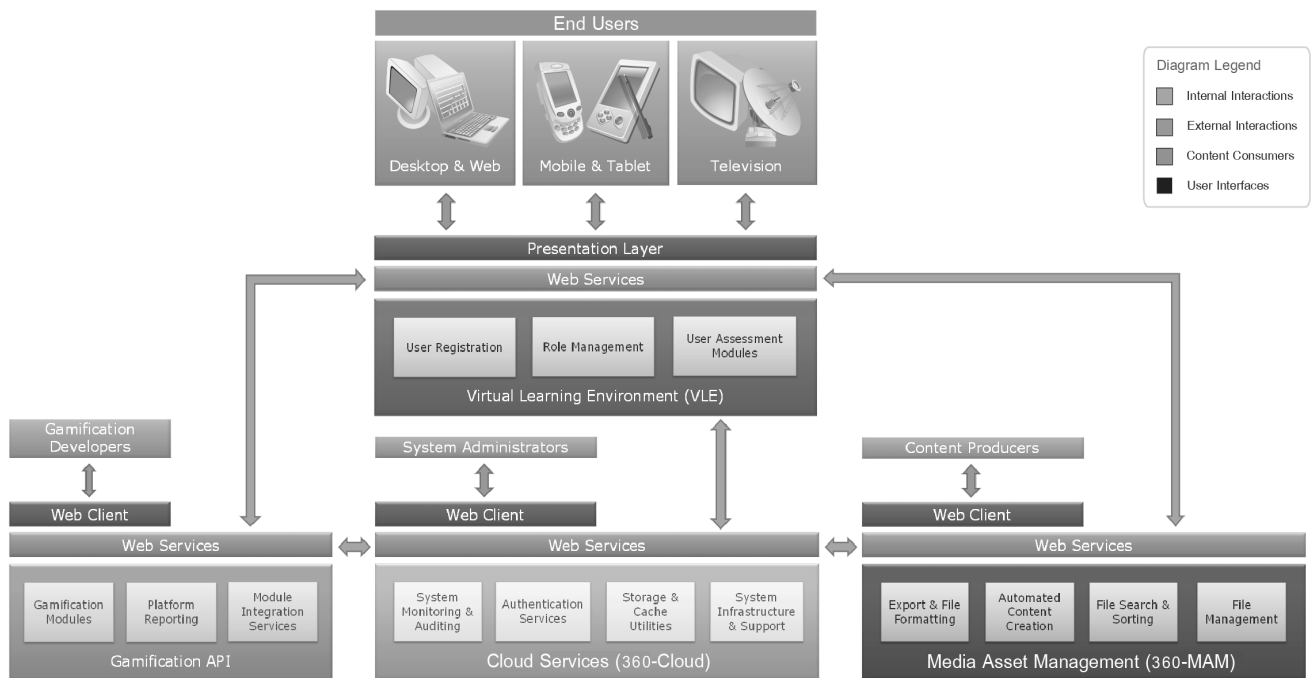 End Users
Desktop & Web
Mobile & Tablet
Television
Diagram Legend
Internal Interactions
External Interactions
Content Consumers
User Interfaces
Presentation Layer
Web Services
User Registration
Role Management
User Assessment
Modules
Virtual Learning Environment (VLE)
Gamification
Developers
Web Client
Web Services
Gamification
Modules
Platform
Reporting
Module
Integration
Services
Gamification API
System Administrators
Web Client
Web Services
System
Monitoring &
Auditing
Authentication
Services
Storage &
Cache
Utilities
System
Infrastructure
& Support
Cloud Services (360-Cloud)
Content Producers
Web Client
Web Services
Export & File
Formatting
Automated
Content
Creation
File Search &
Sorting
File
Management
Media Asset Management (360-MAM)